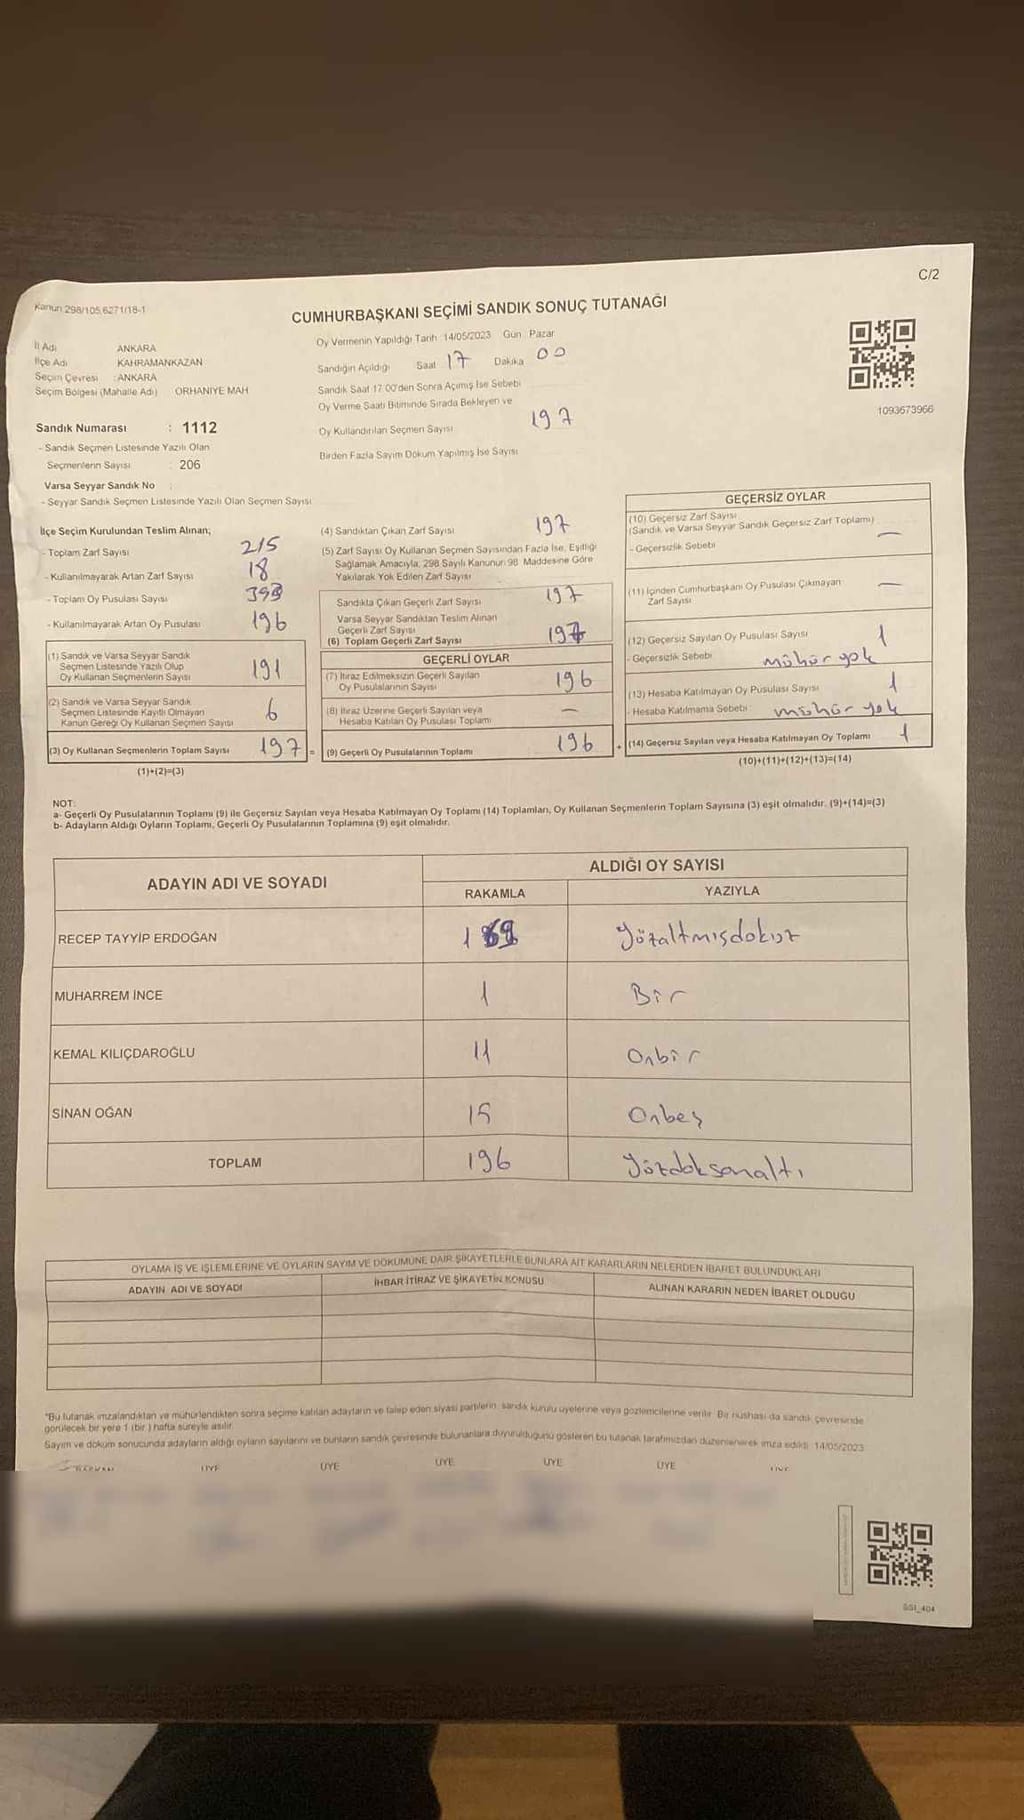 C/2
Kanun 298/105,6271/18-1
CUMHURBAŞKANI SEÇİMİ SANDIK SONUÇ TUTANAĞI
İl Adı ANKARA
İlçe Adı KAHRAMANKAZAN
Seçim Çevresi : ANKARA
Seçim Bölgesi (Mahalle Adı) ORHANİYE MAH
Sandık Numarası : 1112
- Sandık Seçmen Listesinde Yazılı Olan
Seçmenlerin Sayısı : 206
Varsa Seyyar Sandık No :
- Seyyar Sandık Seçmen Listesinde Yazılı Olan Seçmen Sayısı
Oy Vermenin Yapıldığı Tarih 14/05/2023 Gün Pazar
Sandığın Açıldığı Saat 17 Dakika 00
Sandık Saat 17.00'den Sonra Açımış İse Sebebi
Oy Verme Saati Bitiminde Sırada Bekleyen ve
Oy Kullandırılan Seçmen Sayısı 197
Birden Fazla Sayım Döküm Yapılmış İse Sayısı
1093673966
İlçe Seçim Kurulundan Teslim Alınan;
- Toplam Zarf Sayısı 215
- Kullanılmayarak Artan Zarf Sayısı 18
- Toplam Oy Pusulası Sayısı 393
- Kullanılmayarak Artan Oy Pusulası 196
(1) Sandık ve Varsa Seyyar Sandık
Seçmen Listesinde Yazılı Olup
Oy Kullanan Seçmenlerin Sayısı 191
(2) Sandık ve Varsa Seyyar Sandık
Seçmen Listesinde Kayıtlı Olmayan
Kanun Gereği Oy Kullanan Seçmen Sayısı 6
(3) Oy Kullanan Seçmenlerin Toplam Sayısı 197 =
(1)+(2)=(3)
(4) Sandıktan Çıkan Zarf Sayısı 197
(5) Zarf Sayısı Oy Kullanan Seçmen Sayısından Fazla İse, Eşitliği
Sağlamak Amacıyla, 298 Sayılı Kanunun 98. Maddesine Göre
Yakılarak Yok Edilen Zarf Sayısı
Sandıkta Çıkan Geçerli Zarf Sayısı 197
Varsa Seyyar Sandıktan Teslim Alınan
Geçerli Zarf Sayısı
(6) Toplam Geçerli Zarf Sayısı 197
GEÇERLİ OYLAR
(7) İtiraz Edilmeksizin Geçerli Sayılan
Oy Pusulalarının Sayısı 196
(8) İtiraz Üzerine Geçerli Sayılan veya
Hesaba Katılan Oy Pusulası Toplamı —
(9) Geçerli Oy Pusulalarının Toplamı 196 +
GEÇERSİZ OYLAR
(10) Geçersiz Zarf Sayısı
(Sandık ve Varsa Seyyar Sandık Geçersiz Zarf Toplamı) —
- Geçersizlik Sebebi
(11) İçinden Cumhurbaşkanı Oy Pusulası Çıkmayan
Zarf Sayısı —
(12) Geçersiz Sayılan Oy Pusulası Sayısı 1
- Geçersizlik Sebebi mühür yok
(13) Hesaba Katılmayan Oy Pusulası Sayısı 1
- Hesaba Katılmama Sebebi mühür yok
(14) Geçersiz Sayılan veya Hesaba Katılmayan Oy Toplamı 1
(10)+(11)+(12)+(13)=(14)
NOT:
a- Geçerli Oy Pusulalarının Toplamı (9) ile Geçersiz Sayılan veya Hesaba Katılmayan Oy Toplamı (14) Toplamları, Oy Kullanan Seçmenlerin Toplam Sayısına (3) eşit olmalıdır. (9)+(14)=(3)
b- Adayların Aldığı Oyların Toplamı, Geçerli Oy Pusulalarının Toplamına (9) eşit olmalıdır.
ADAYIN ADI VE SOYADI
ALDIĞI OY SAYISI
RAKAMLA YAZIYLA
RECEP TAYYİP ERDOĞAN 169 yüzaltmışdokuz
MUHARREM İNCE 1 Bir
KEMAL KILIÇDAROĞLU 11 Onbir
SİNAN OĞAN 15 Onbeş
TOPLAM 196 yüzdoksanaltı
OYLAMA İŞ VE İŞLEMLERİNE VE OYLARIN SAYIM VE DÖKÜMÜNE DAİR ŞİKAYETLERLE BUNLARA AİT KARARLARIN NELERDEN İBARET BULUNDUKLARI
ADAYIN ADI VE SOYADI İHBAR İTİRAZ VE ŞİKAYETİN KONUSU ALINAN KARARIN NEDEN İBARET OLDUĞU
*Bu tutanak imzalandıktan ve mühürlendikten sonra seçime katılan adayların ve talep eden siyasi partilerin, sandık kurulu üyelerine veya gözlemcilerine verilir. Bir nüshası da sandık çevresinde
görülecek bir yere 1 (bir) hafta süreyle asılır.
Sayım ve döküm sonucunda adayların aldığı oyların sayılarını ve bunların sandık çevresinde bulunanlara duyurulduğunu gösteren bu tutanak tarafımızdan düzenlenerek imza edildi. 14/05/2023
BAŞKAN ÜYE ÜYE ÜYE ÜYE ÜYE ÜYE
SSI_404